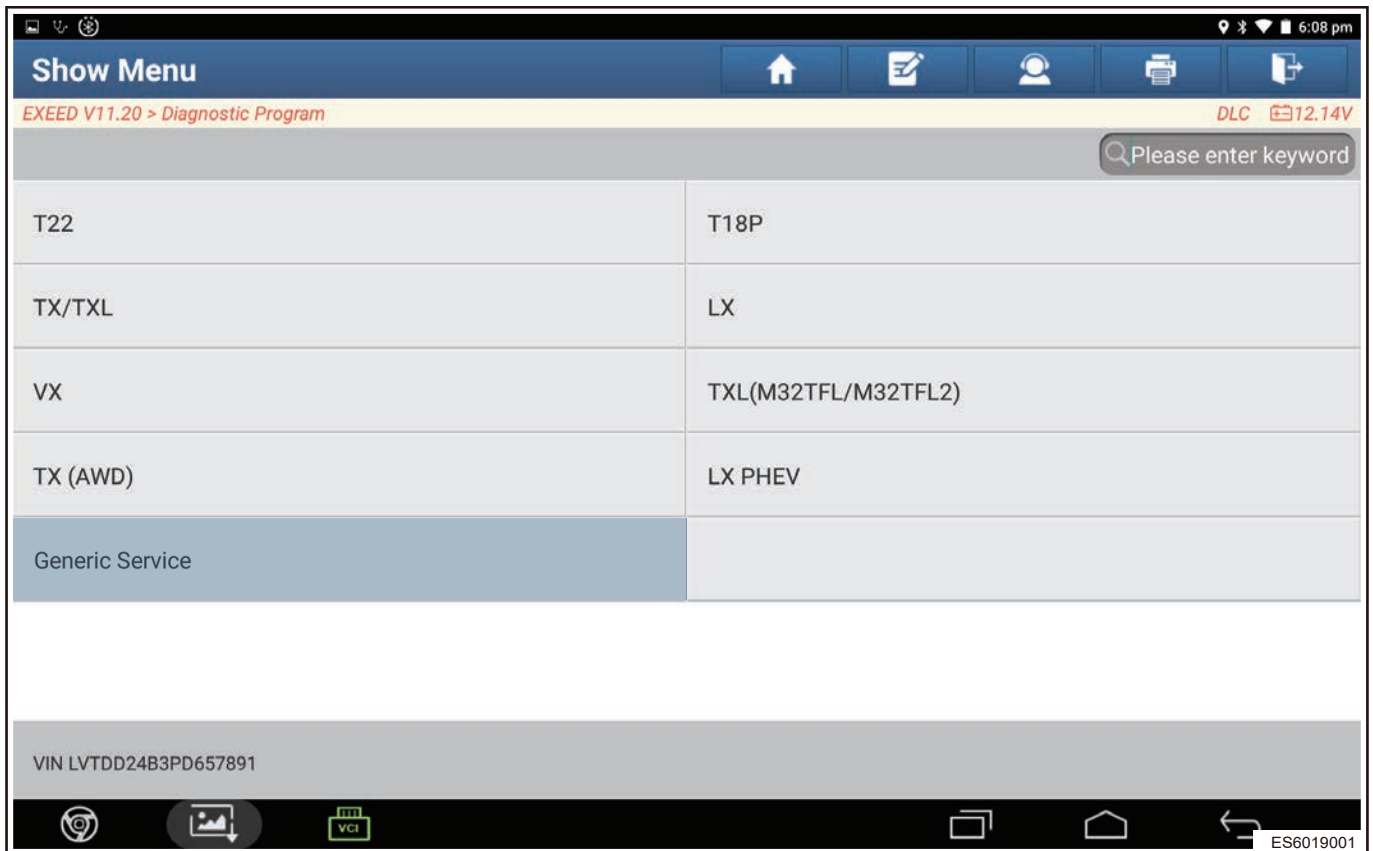 6:08 pm
Show Menu
EXEED V11.20 > Diagnostic Program
DLC 12.14V
Please enter keyword
T22
T18P
TX/TXL
LX
VX
TXL(M32TFL/M32TFL2)
TX (AWD)
LX PHEV
Generic Service
VIN LVTDD24B3PD657891
VCI
ES6019001